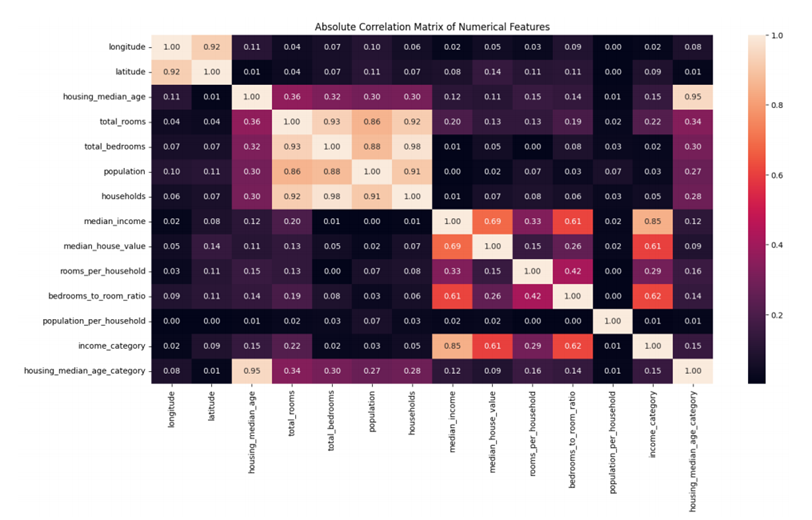 Absolute Correlation Matrix of Numerical Features
longitude 1.00 0.92 0.11 0.04 0.07 0.10 0.06 0.02 0.05 0.03 0.09 0.00 0.02 0.08
latitude 0.92 1.00 0.01 0.04 0.07 0.11 0.07 0.08 0.14 0.11 0.11 0.00 0.09 0.01
housing_median_age 0.11 0.01 1.00 0.36 0.32 0.30 0.30 0.12 0.11 0.15 0.14 0.01 0.15 0.95
total_rooms 0.04 0.04 0.36 1.00 0.93 0.86 0.92 0.20 0.13 0.13 0.19 0.02 0.22 0.34
total_bedrooms 0.07 0.07 0.32 0.93 1.00 0.88 0.98 0.01 0.05 0.00 0.08 0.03 0.02 0.30
population 0.10 0.11 0.30 0.86 0.88 1.00 0.91 0.00 0.02 0.07 0.03 0.07 0.03 0.27
households 0.06 0.07 0.30 0.92 0.98 0.91 1.00 0.01 0.07 0.08 0.06 0.03 0.05 0.28
median_income 0.02 0.08 0.12 0.20 0.01 0.00 0.01 1.00 0.69 0.33 0.61 0.02 0.85 0.12
median_house_value 0.05 0.14 0.11 0.13 0.05 0.02 0.07 0.69 1.00 0.15 0.26 0.02 0.61 0.09
rooms_per_household 0.03 0.11 0.15 0.13 0.00 0.07 0.08 0.33 0.15 1.00 0.42 0.00 0.29 0.16
bedrooms_to_room_ratio 0.09 0.11 0.14 0.19 0.08 0.03 0.06 0.61 0.26 0.42 1.00 0.00 0.62 0.14
population_per_household 0.00 0.00 0.01 0.02 0.03 0.07 0.03 0.02 0.02 0.00 0.00 1.00 0.01 0.01
income_category 0.02 0.09 0.15 0.22 0.02 0.03 0.05 0.85 0.61 0.29 0.62 0.01 1.00 0.15
housing_median_age_category 0.08 0.01 0.95 0.34 0.30 0.27 0.28 0.12 0.09 0.16 0.14 0.01 0.15 1.00
longitude
latitude
housing_median_age
total_rooms
total_bedrooms
population
households
median_income
median_house_value
rooms_per_household
bedrooms_to_room_ratio
population_per_household
income_category
housing_median_age_category
1.0
0.8
0.6
0.4
0.2